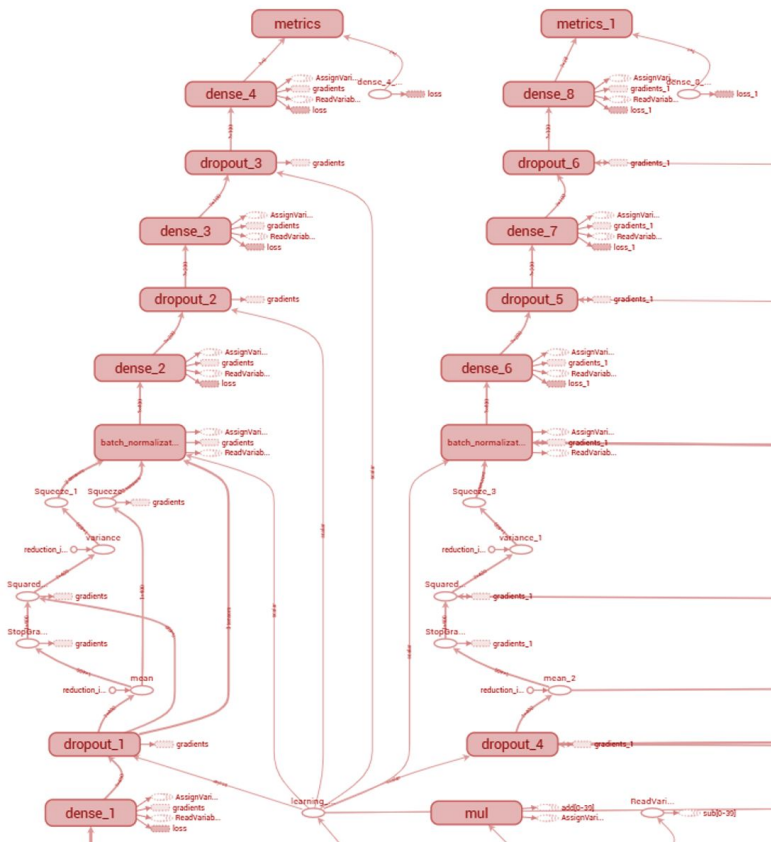 metrics
metrics_1
dense_4
AssignVari...
gradients
ReadVariab...
loss
dense_4_...
loss
dense_8
AssignVari...
gradients_1
ReadVariab...
loss_1
dense_8_...
loss_1
dropout_3
gradients
dropout_6
gradients_1
dense_3
AssignVari...
gradients
ReadVariab...
loss
dense_7
AssignVari...
gradients_1
ReadVariab...
loss_1
dropout_2
gradients
dropout_5
gradients_1
dense_2
AssignVari...
gradients
ReadVariab...
loss
dense_6
AssignVari...
gradients_1
ReadVariab...
loss_1
batch_normalizat...
AssignVari...
gradients
ReadVariab...
batch_normalizat...
AssignVari...
gradients_1
ReadVariab...
Squeeze_1
Squeeze
gradients
Squeeze_3
variance
reduction_i...
variance_1
reduction_i...
Squared...
gradients
Squared...
gradients_1
StopGra...
gradients
StopGra...
gradients_1
mean
reduction_i...
mean_2
reduction_i...
dropout_1
gradients
dropout_4
gradients_1
dense_1
AssignVari...
gradients
ReadVariab...
loss
learning_...
mul
add[0-39]
AssignVari...
ReadVari...
sub[0-39]